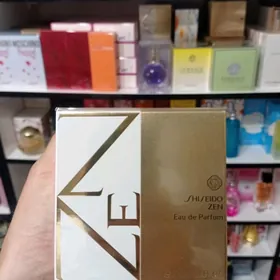 ZEN
SHISEIDO
ZEN
Eau de Parfum